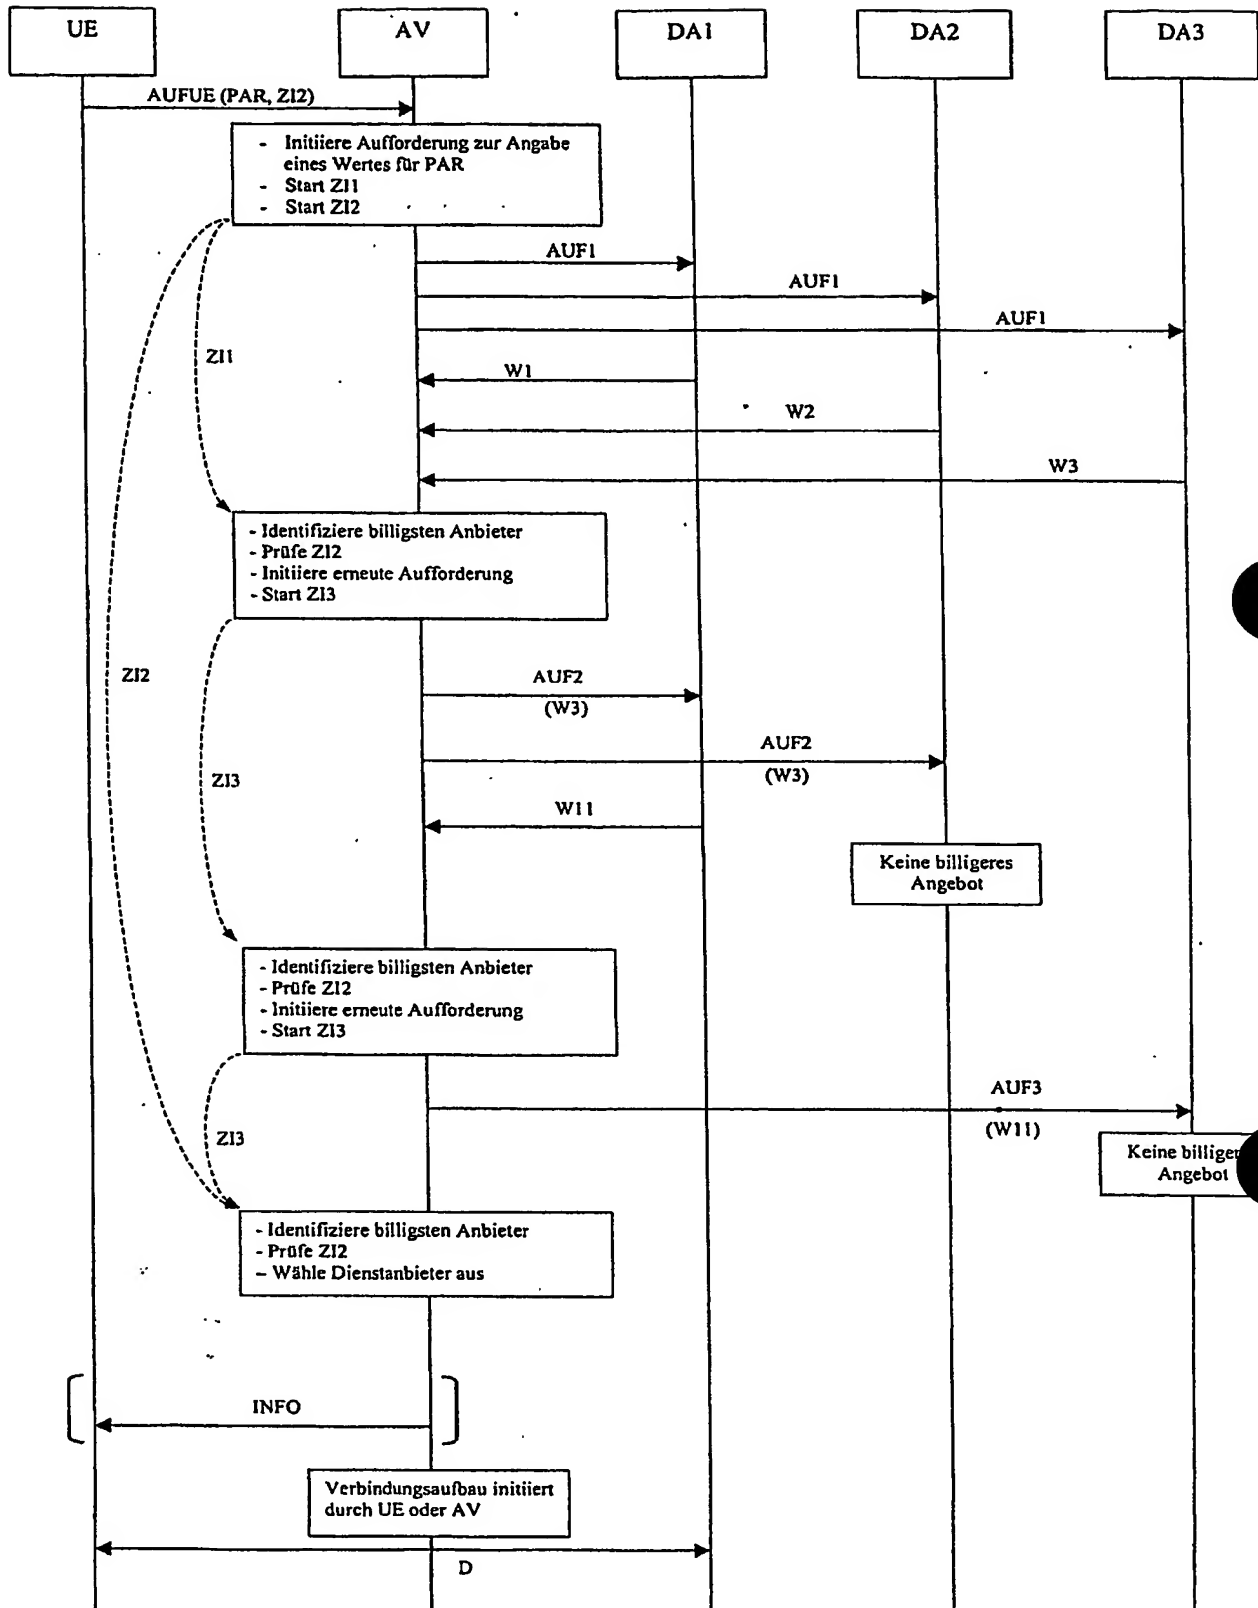 UE
AV
DA1
DA2
DA3
AUFUE (PAR, ZI2)
- Initiiere Aufforderung zur Angabe
eines Wertes für PAR
- Start ZI1
- Start ZI2
AUF1
AUF1
AUF1
ZI1
W1
W2
W3
- Identifiziere billigsten Anbieter
- Prüfe ZI2
- Initiiere erneute Aufforderung
- Start ZI3
ZI2
AUF2
(W3)
AUF2
(W3)
ZI3
W11
Keine billigeres
Angebot
- Identifiziere billigsten Anbieter
- Prüfe ZI2
- Initiiere erneute Aufforderung
- Start ZI3
AUF3
(W11)
ZI3
Keine billiger
Angebot
- Identifiziere billigsten Anbieter
- Prüfe ZI2
– Wähle Dienstanbieter aus
INFO
Verbindungsaufbau initiiert
durch UE oder AV
D